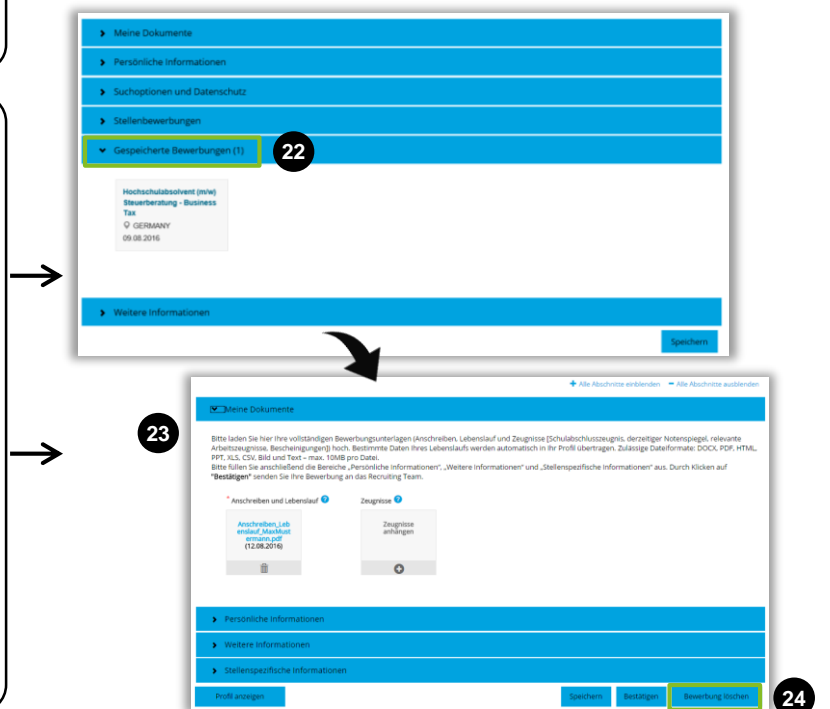 Meine Dokumente
Persönliche Informationen
Suchoptionen und Datenschutz
Stellenbewerbungen
Gespeicherte Bewerbungen (1)
22
Hochschulabsolvent (m/w)
Steuerberatung - Business
Tax
GERMANY
09.08.2016
Weitere Informationen
Speichern
+ Alle Abschnitte einblenden − Alle Abschnitte ausblenden
23
Meine Dokumente
Bitte laden Sie hier Ihre vollständigen Bewerbungsunterlagen (Anschreiben, Lebenslauf und Zeugnisse [Schulabschlusszeugnis, derzeitiger Notenspiegel, relevante
Arbeitszeugnisse, Bescheinigungen]) hoch. Bestimmte Daten Ihres Lebenslaufs werden automatisch in Ihr Profil übertragen. Zulässige Dateiformate: DOCX, PDF, HTML,
PPT, XLS, CSV, Bild und Text – max. 10MB pro Datei.
Bitte füllen Sie anschließend die Bereiche „Persönliche Informationen", „Weitere Informationen" und „Stellenspezifische Informationen" aus. Durch Klicken auf
"Bestätigen" senden Sie Ihre Bewerbung an das Recruiting Team.
* Anschreiben und Lebenslauf ? Zeugnisse ?
Anschreiben_Leb
enslauf_MaxMust
ermann.pdf
(12.08.2016)
Zeugnisse
anhängen
Persönliche Informationen
Weitere Informationen
Stellenspezifische Informationen
Profil anzeigen Speichern Bestätigen Bewerbung löschen
24